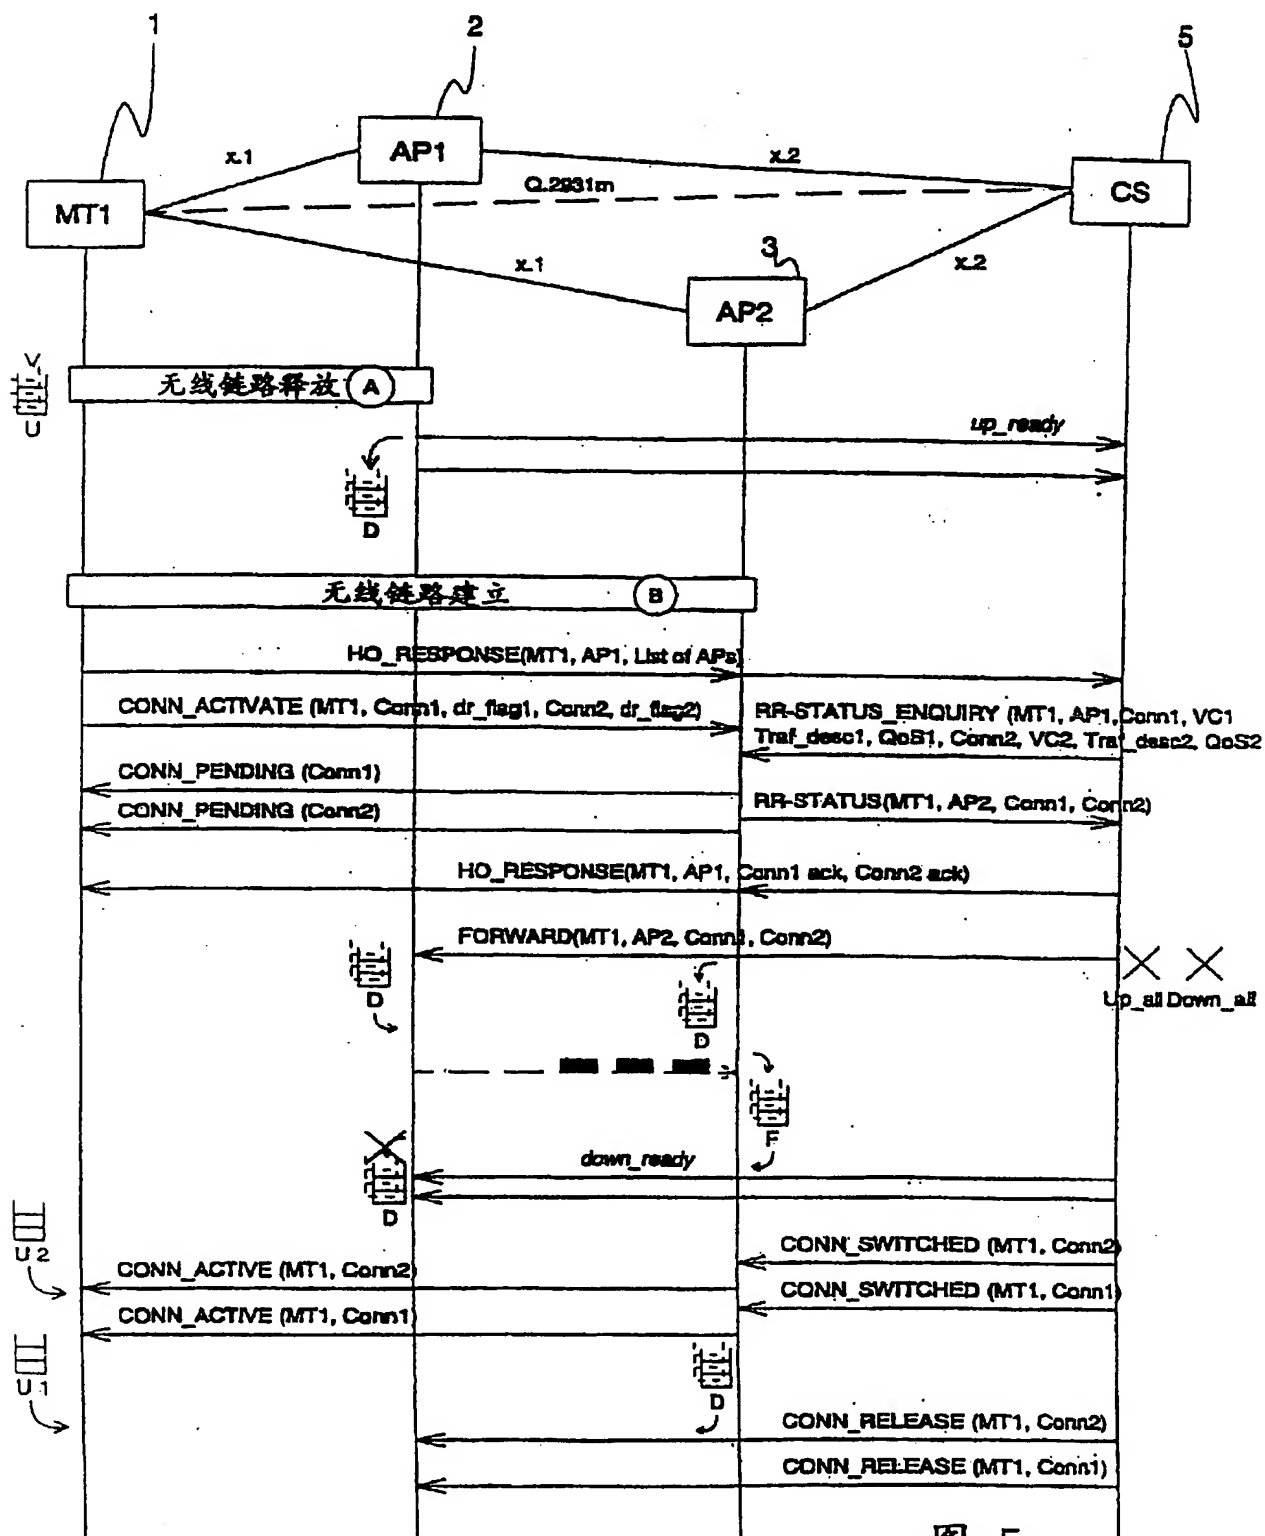 1
2
5
AP1
x.1
x.2
Q.2931m
CS
MT1
3
x.1
x.2
AP2
V
无线链路释放 A
U
up_ready
D
无线链路建立 B
HO_RESPONSE(MT1, AP1, List of APs)
CONN_ACTIVATE (MT1, Conn1, dr_flag1, Conn2, dr_flag2)
RR-STATUS_ENQUIRY (MT1, AP1,Conn1, VC1
Traf_desc1, QoS1, Conn2, VC2, Traf_desc2, QoS2
CONN_PENDING (Conn1)
CONN_PENDING (Conn2)
RR-STATUS(MT1, AP2, Conn1, Conn2)
HO_RESPONSE(MT1, AP1, Conn1 ack, Conn2 ack)
FORWARD(MT1, AP2, Conn1, Conn2)
D
Up_all Down_all
D
F
down_ready
D
U2
CONN_SWITCHED (MT1, Conn2)
CONN_ACTIVE (MT1, Conn2)
CONN_SWITCHED (MT1, Conn1)
CONN_ACTIVE (MT1, Conn1)
U1
D
CONN_RELEASE (MT1, Conn2)
CONN_RELEASE (MT1, Conn1)